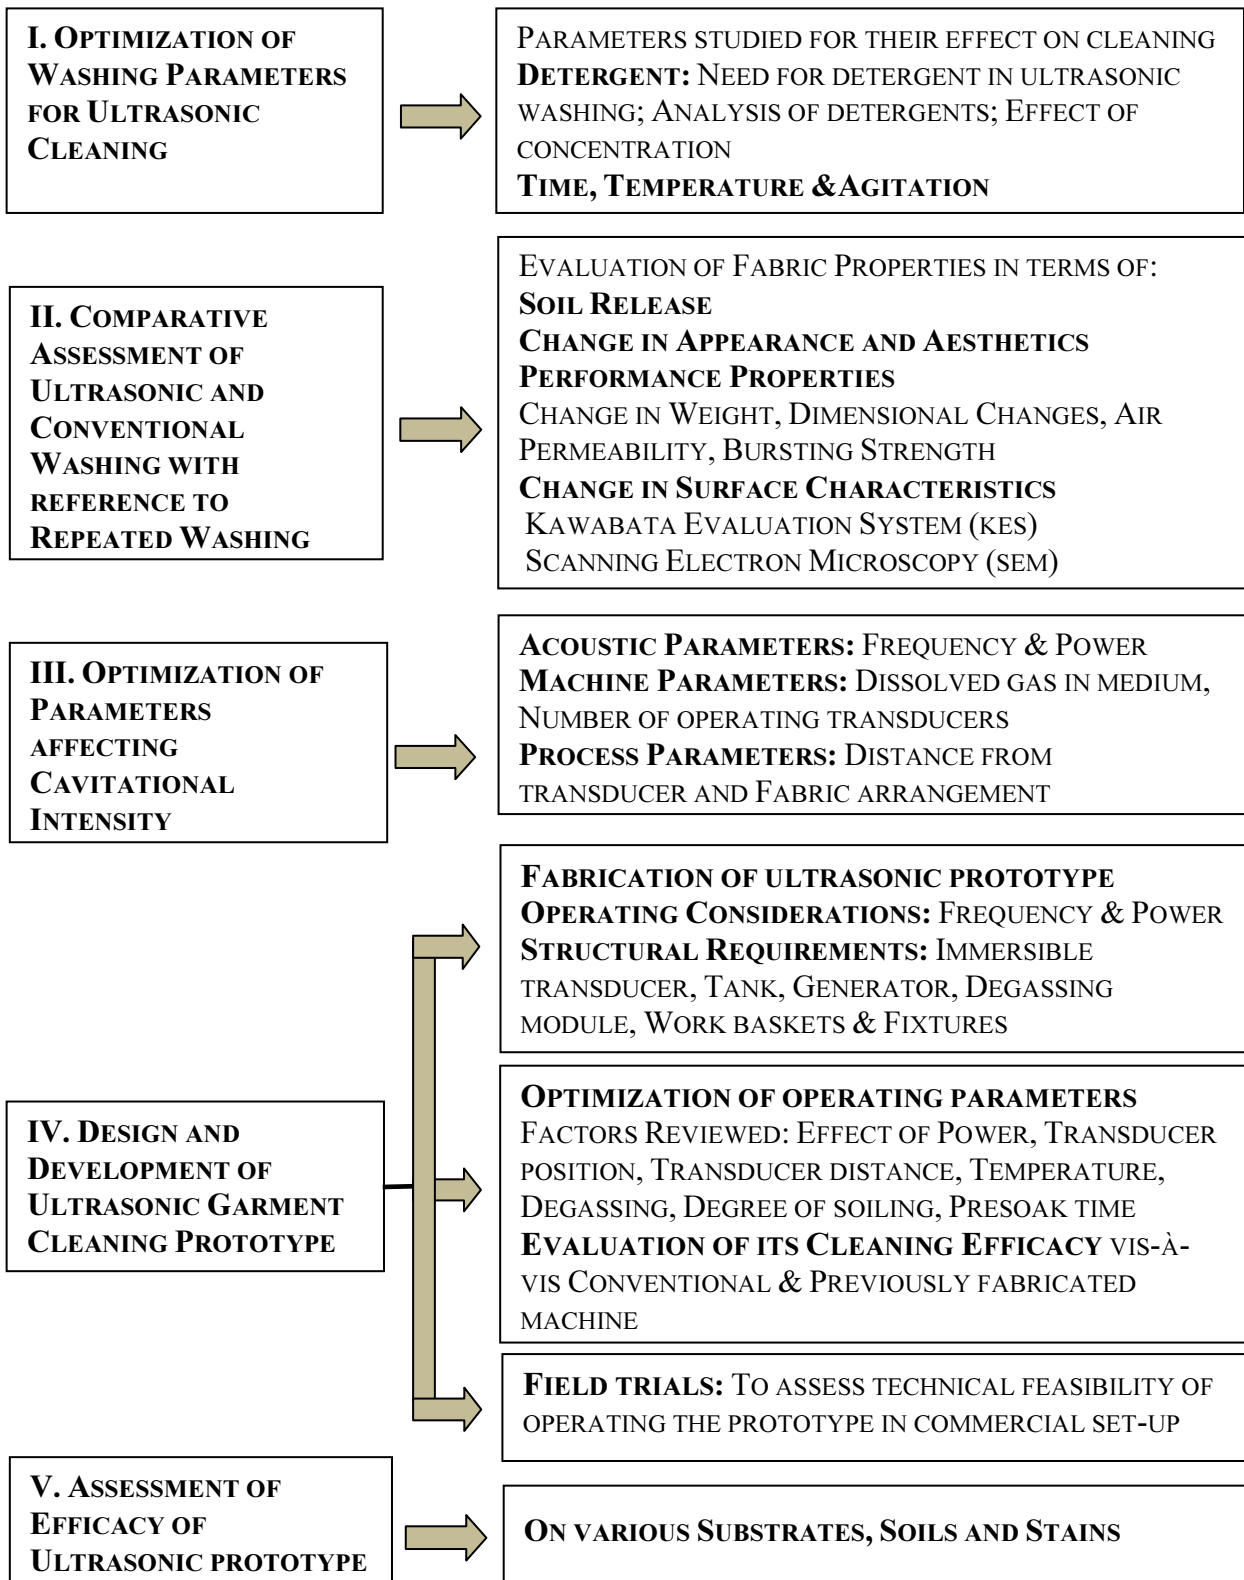 I. Optimization of
Washing Parameters
for Ultrasonic
Cleaning
Parameters studied for their effect on cleaning
Detergent: Need for detergent in ultrasonic
washing; Analysis of detergents; Effect of
concentration
Time, Temperature &Agitation
II. Comparative
Assessment of
Ultrasonic and
Conventional
Washing with
reference to
Repeated Washing
Evaluation of Fabric Properties in terms of:
Soil Release
Change in Appearance and Aesthetics
Performance Properties
Change in Weight, Dimensional Changes, Air
Permeability, Bursting Strength
Change in Surface Characteristics
Kawabata Evaluation System (kes)
Scanning Electron Microscopy (sem)
III. Optimization of
Parameters
affecting
Cavitational
Intensity
Acoustic Parameters: Frequency & Power
Machine Parameters: Dissolved gas in medium,
Number of operating transducers
Process Parameters: Distance from
transducer and Fabric arrangement
IV. Design and
Development of
Ultrasonic Garment
Cleaning Prototype
Fabrication of ultrasonic prototype
Operating Considerations: Frequency & Power
Structural Requirements: Immersible
transducer, Tank, Generator, Degassing
module, Work baskets & Fixtures
Optimization of operating parameters
Factors Reviewed: Effect of Power, Transducer
position, Transducer distance, Temperature,
Degassing, Degree of soiling, Presoak time
Evaluation of its Cleaning Efficacy vis-à-
vis Conventional & Previously fabricated
machine
Field trials: To assess technical feasibility of
operating the prototype in commercial set-up
V. Assessment of
Efficacy of
Ultrasonic prototype
On various Substrates, Soils and Stains